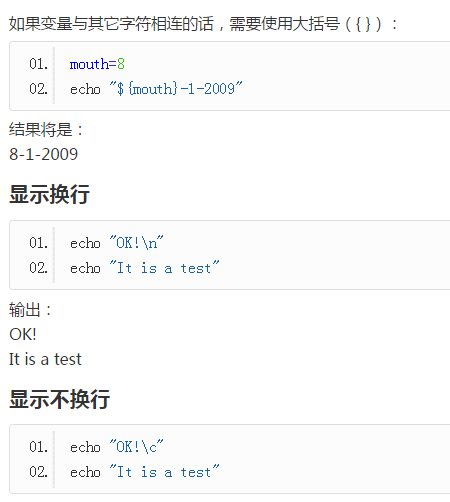 如果变量与其它字符相连的话，需要使用大括号（{ }）：
01. mouth=8
02. echo "${mouth}-1-2009"
结果将是：
8-1-2009
显示换行
01. echo "OK!\n"
02. echo "It is a test"
输出：
OK!
It is a test
显示不换行
01. echo "OK!\c"
02. echo "It is a test"